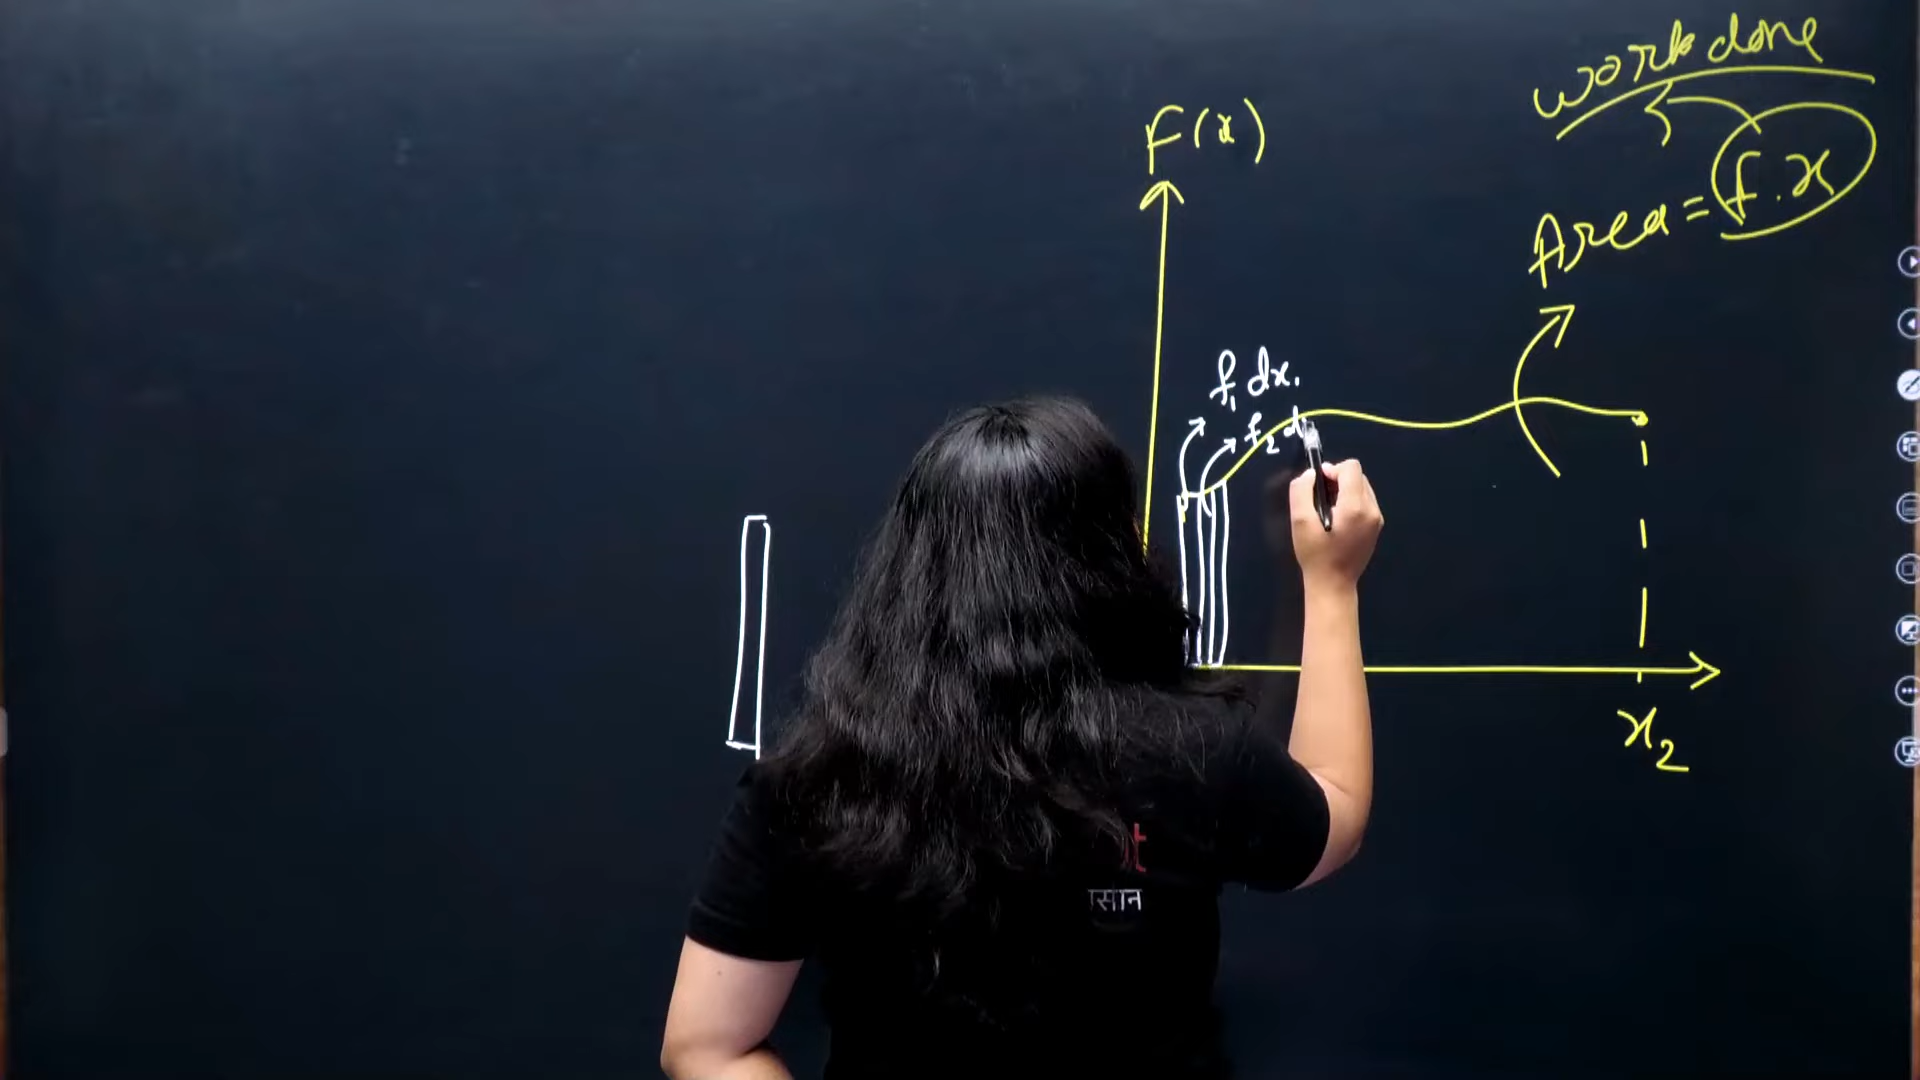 work done
F(x)
Area = f.x
f₁ dx₁
f₂ d
x₂
सान